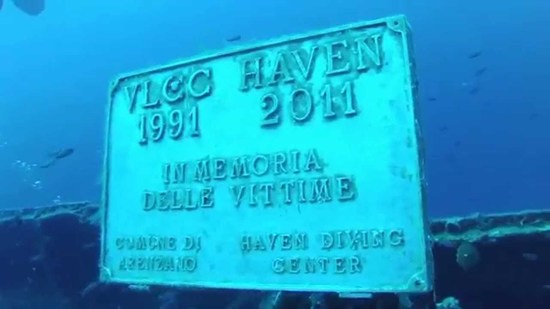 VLCC HAVEN
1991 2011
IN MEMORIA
DELLE VITTIME
COMUNE DI HAVEN DIVING
ARENZANO CENTER